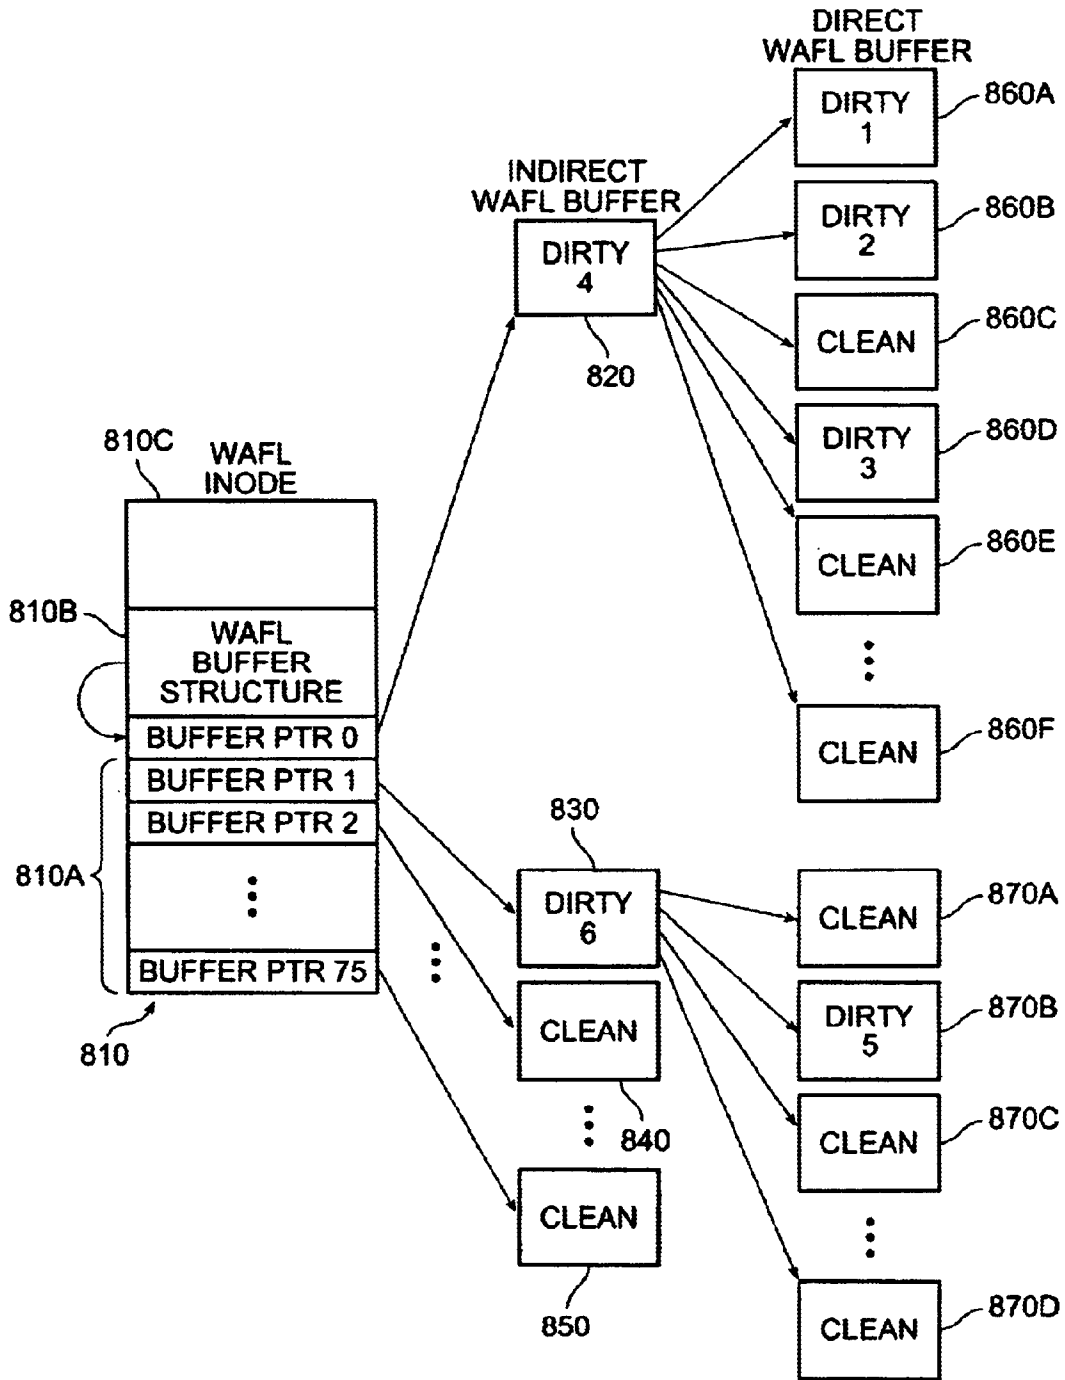 DIRECT
WAFL BUFFER
DIRTY
1
860A
INDIRECT
WAFL BUFFER
DIRTY
2
860B
DIRTY
4
820
CLEAN
860C
DIRTY
3
860D
810C
WAFL
INODE
CLEAN
860E
810B
WAFL
BUFFER
STRUCTURE
BUFFER PTR 0
CLEAN
860F
BUFFER PTR 1
BUFFER PTR 2
810A
BUFFER PTR 75
810
830
DIRTY
6
CLEAN
870A
CLEAN
840
DIRTY
5
870B
CLEAN
870C
CLEAN
850
CLEAN
870D